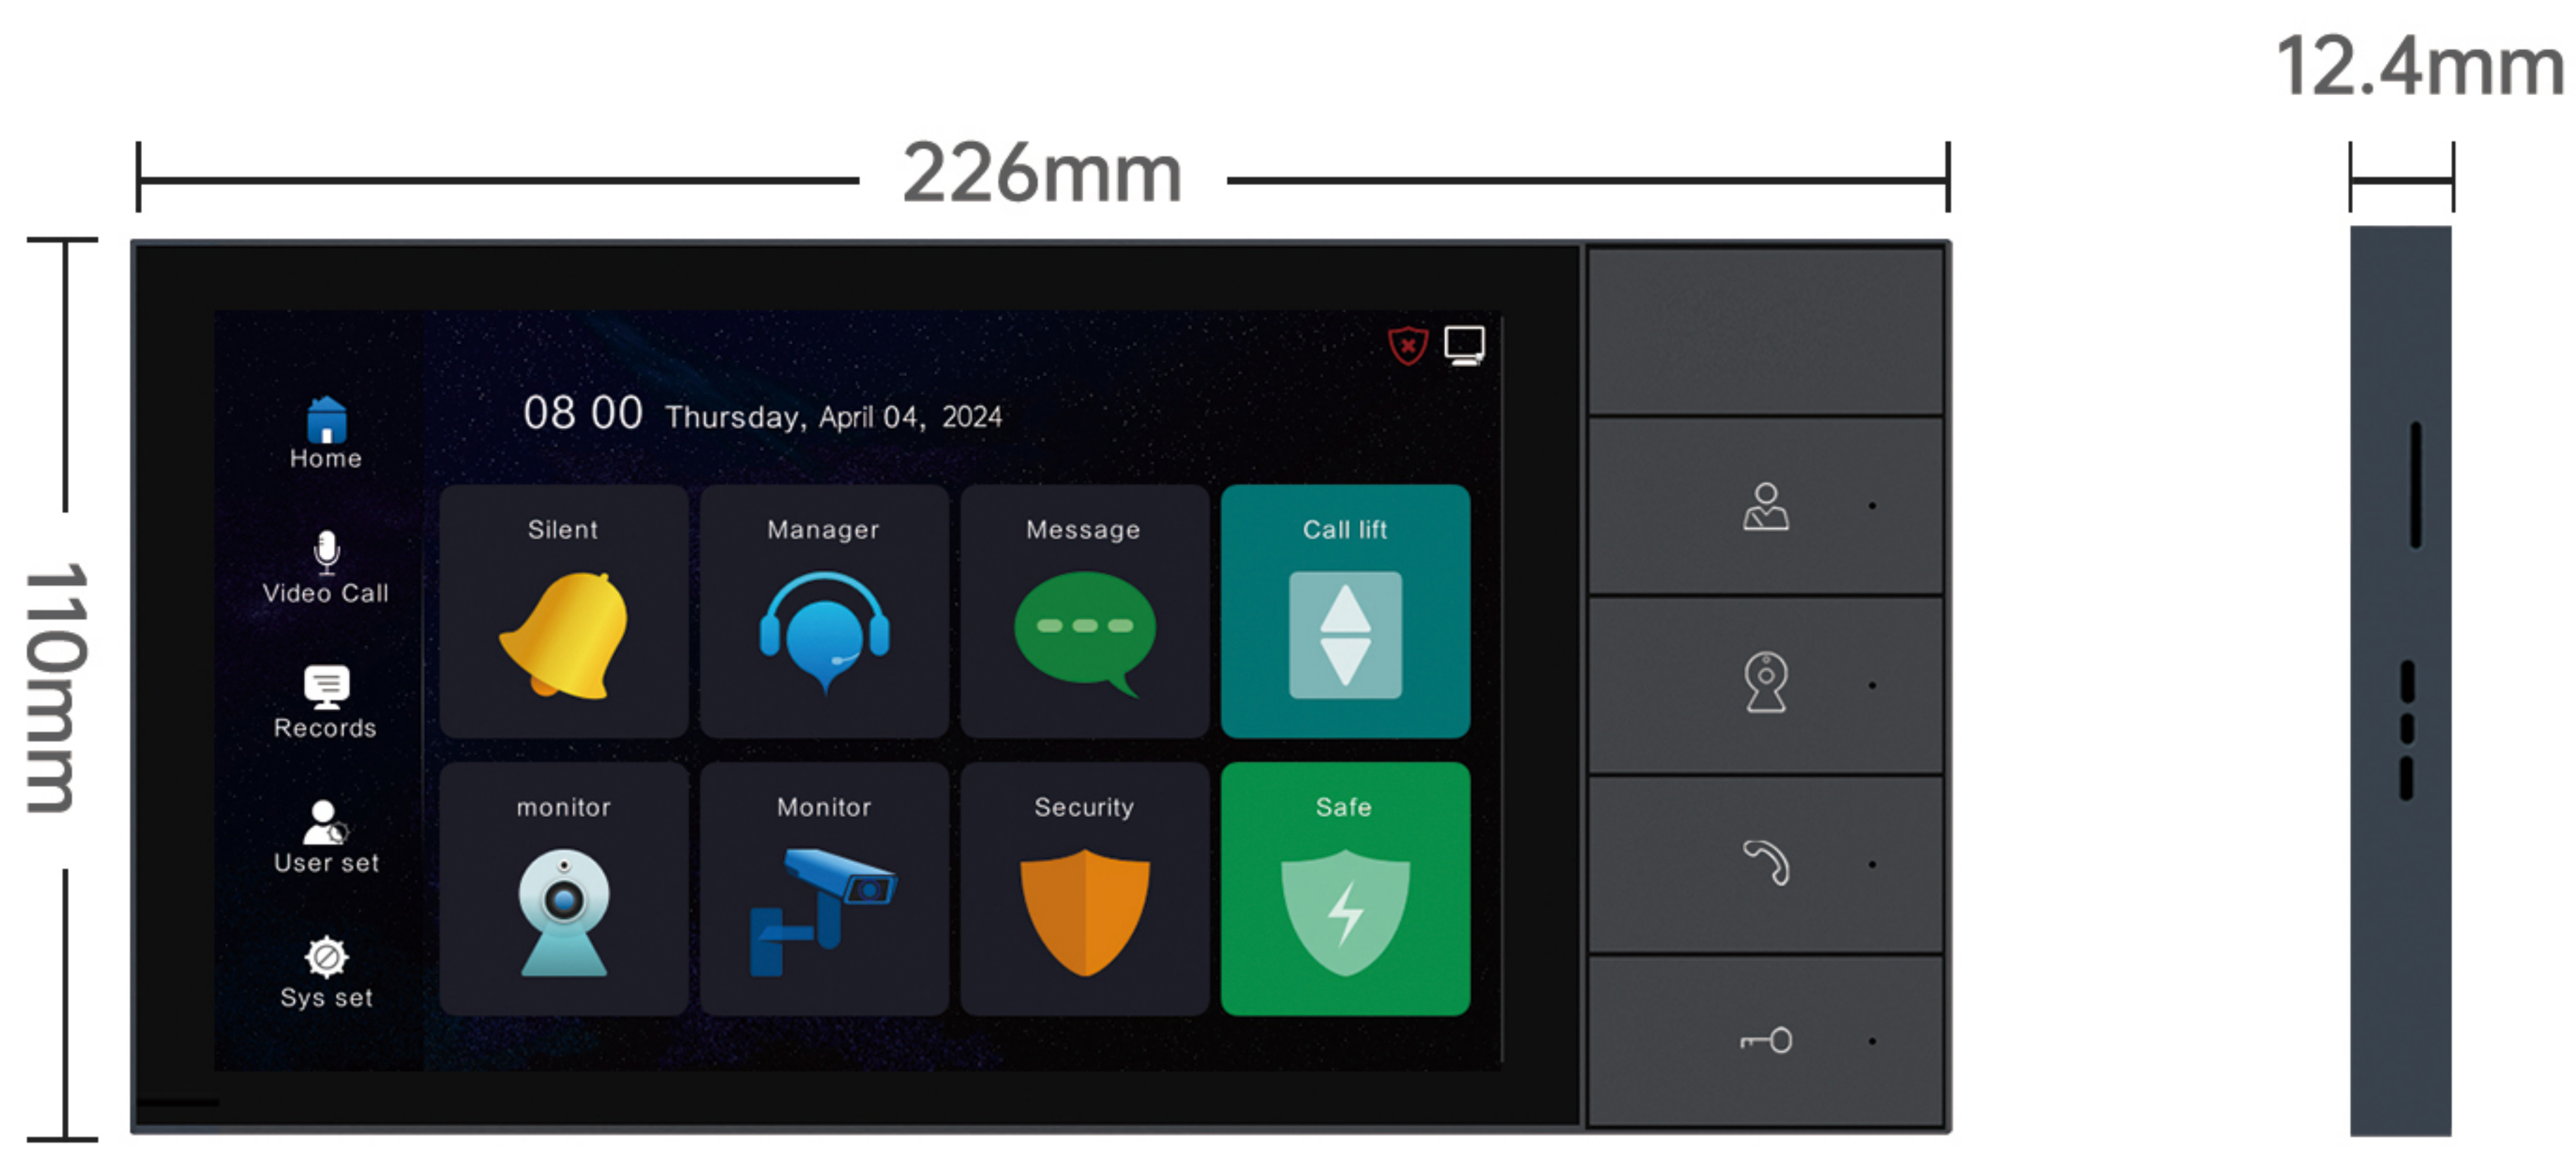 12.4mm
226mm
110mm
08 00 Thursday, April 04, 2024
Home
Video Call
Records
User set
Sys set
Silent
Manager
Message
Call lift
monitor
Monitor
Security
Safe